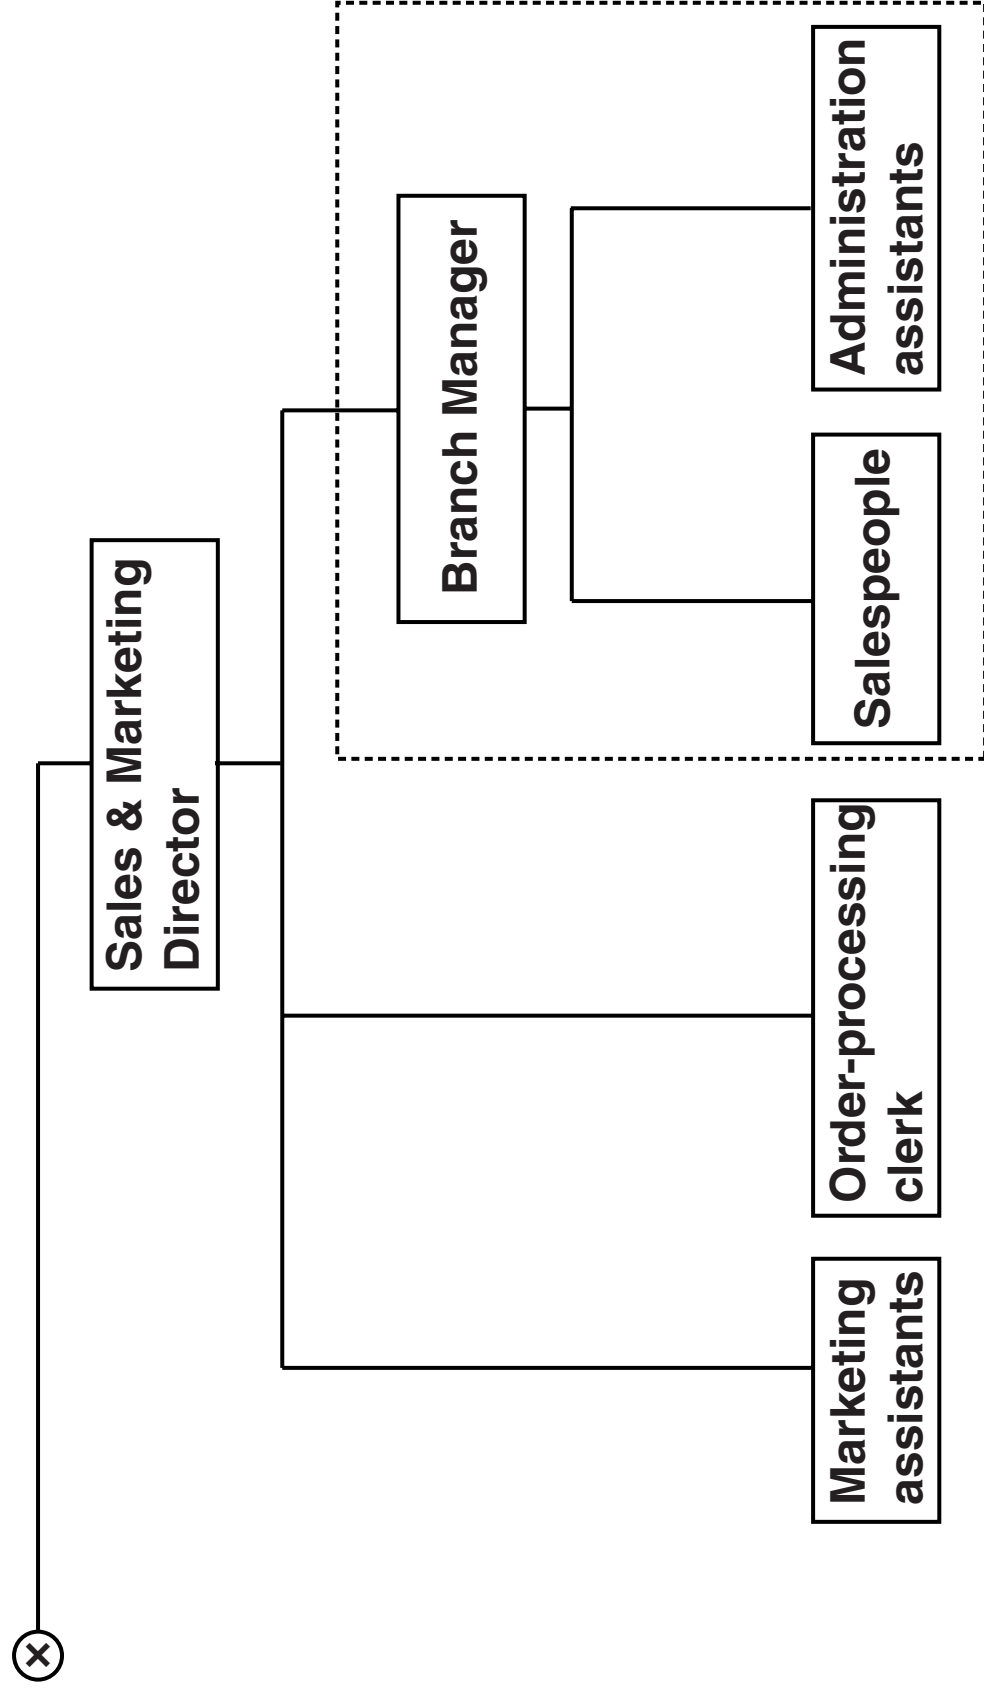 X
Sales & Marketing
Director
Branch Manager
Marketing
assistants
Order-processing
clerk
Salespeople
Administration
assistants